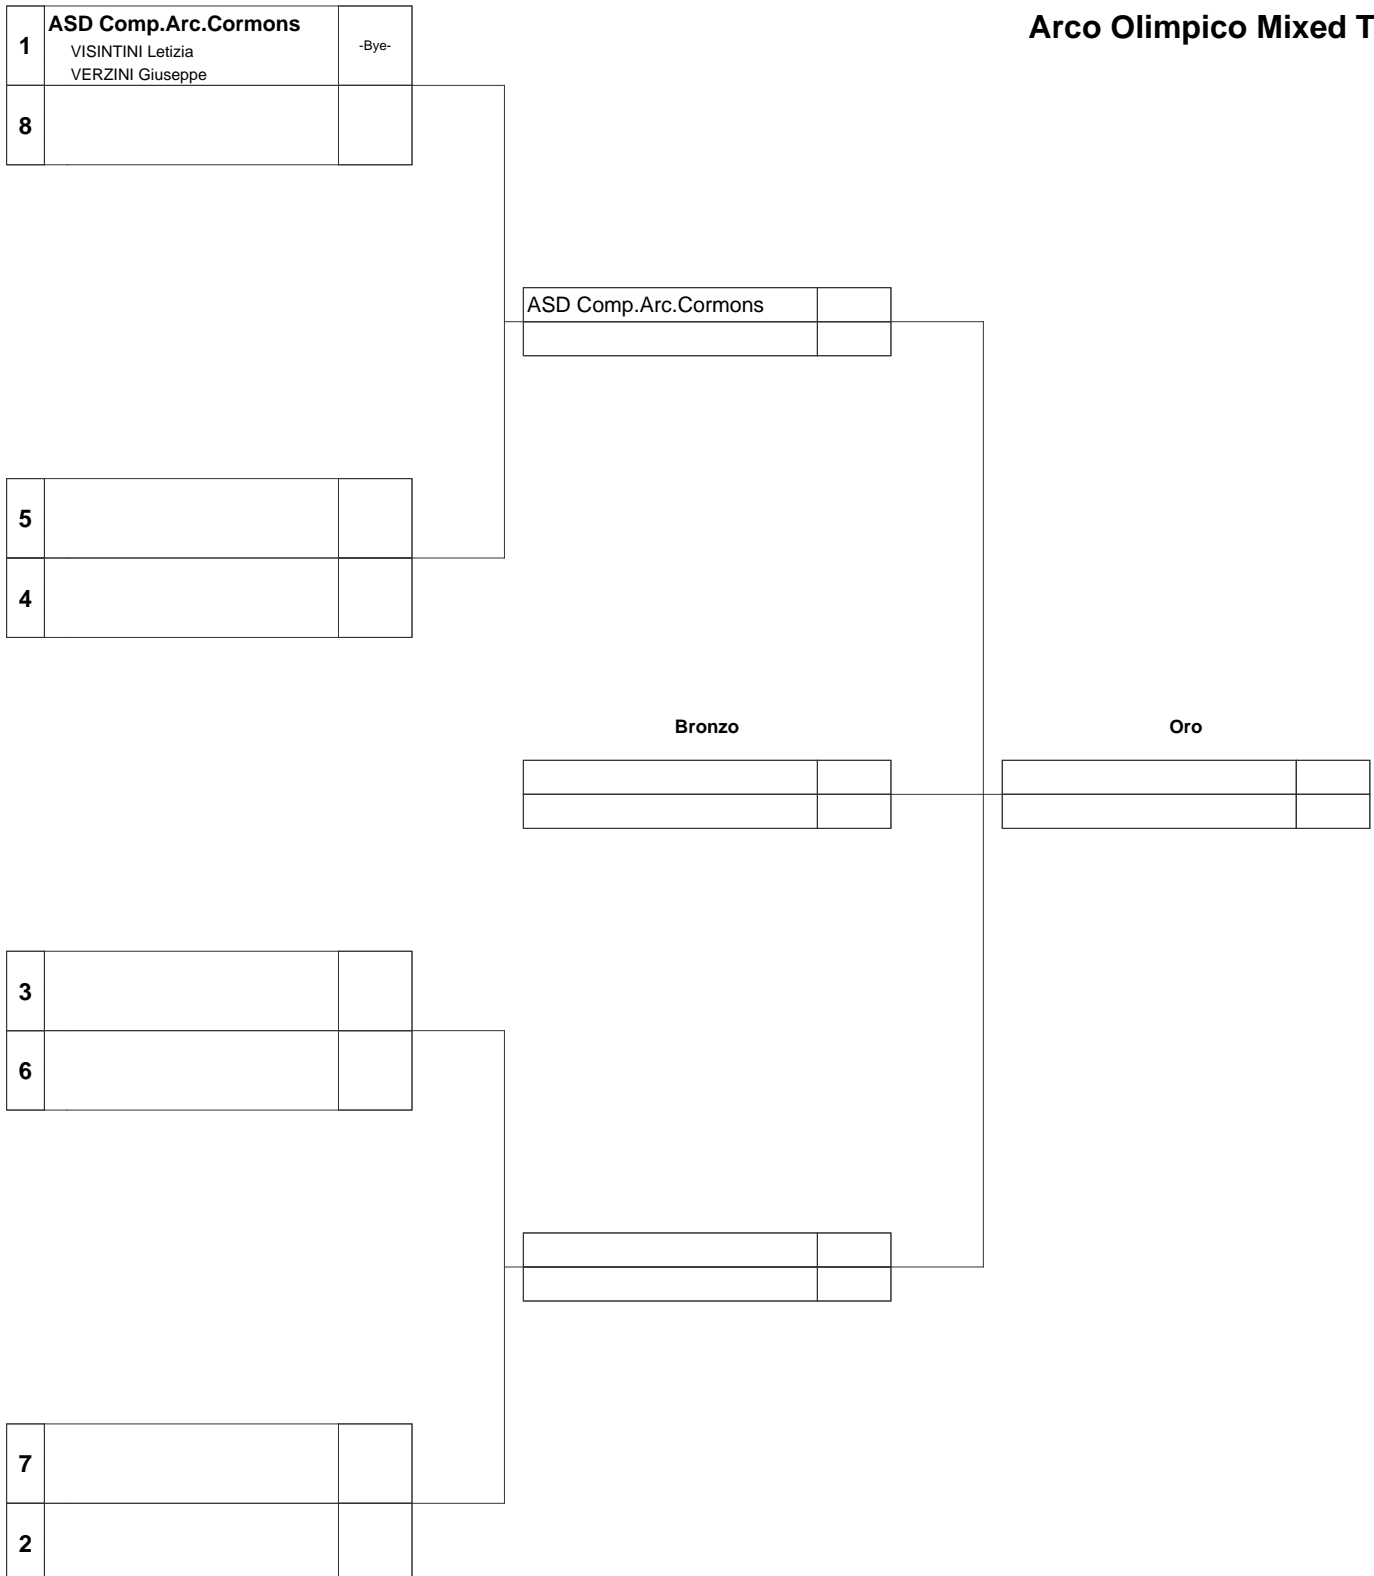 Arco Olimpico Mixed T
1
ASD Comp.Arc.Cormons
VISINTINI Letizia
VERZINI Giuseppe
-Bye-
8
ASD Comp.Arc.Cormons
5
4
Bronzo
Oro
3
6
7
2